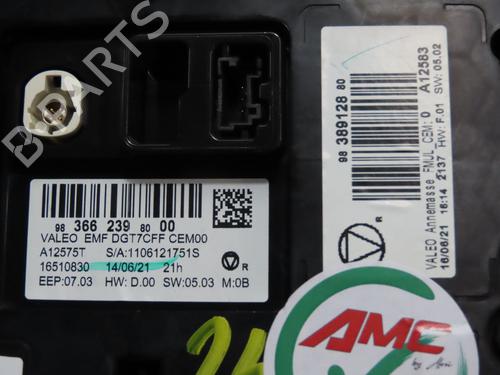 B-PARTS
98 366 239 80 00
VALEO EMF DGT7CFF CEM00
A12575T S/A:1106121751S
16510830 14/06/21 21h
EEP:07.03 HW:D.00 SW:05.03 M:0B
R
98 389128 80
A12583
VALEO Annemasse FMUL_CEM:0
16/06/21 16:14 2137 HW:F.01 SW:05.02
R
AMC